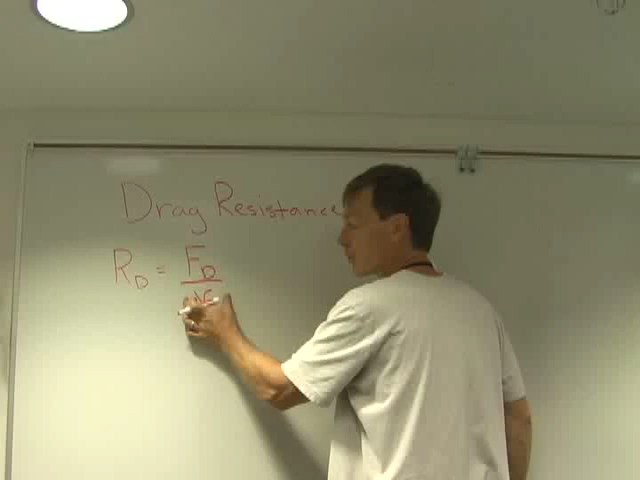 Drag Resistance
R_D = F_D